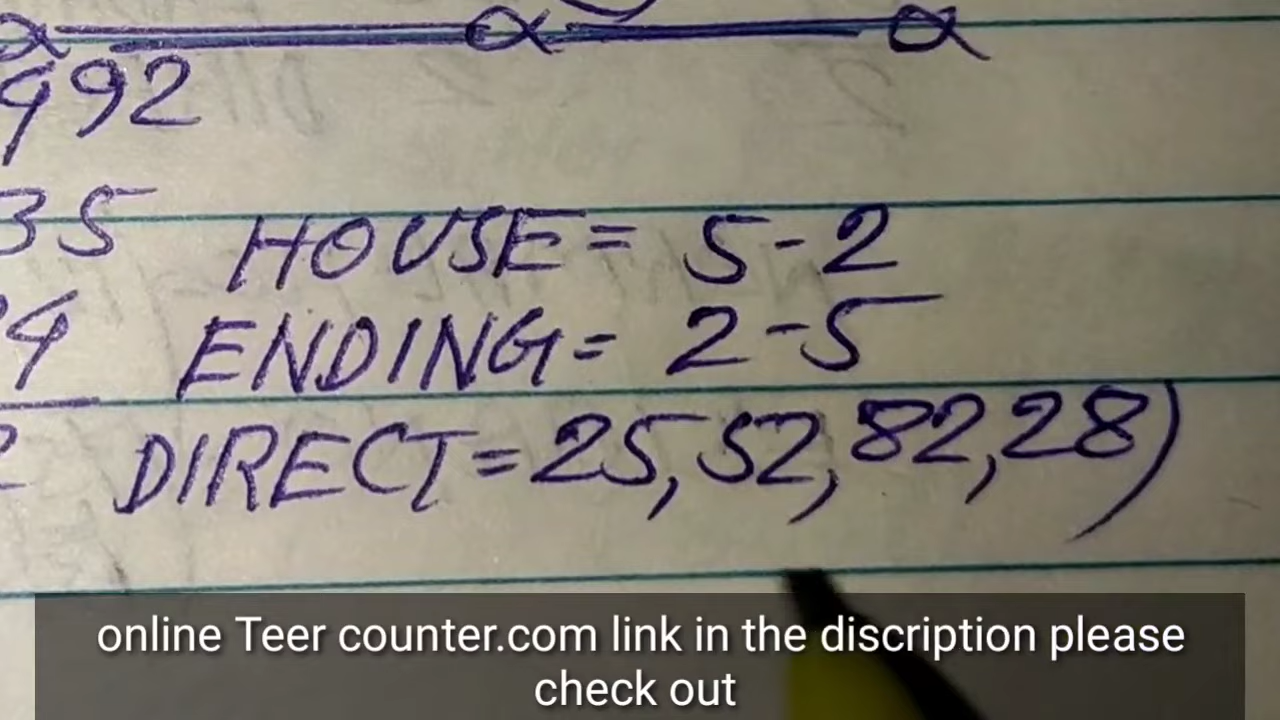 992
35
HOUSE = 5-2
4
ENDING = 2-5
DIRECT = 25, 52, 82, 28)
online Teer counter.com link in the discription please
check out